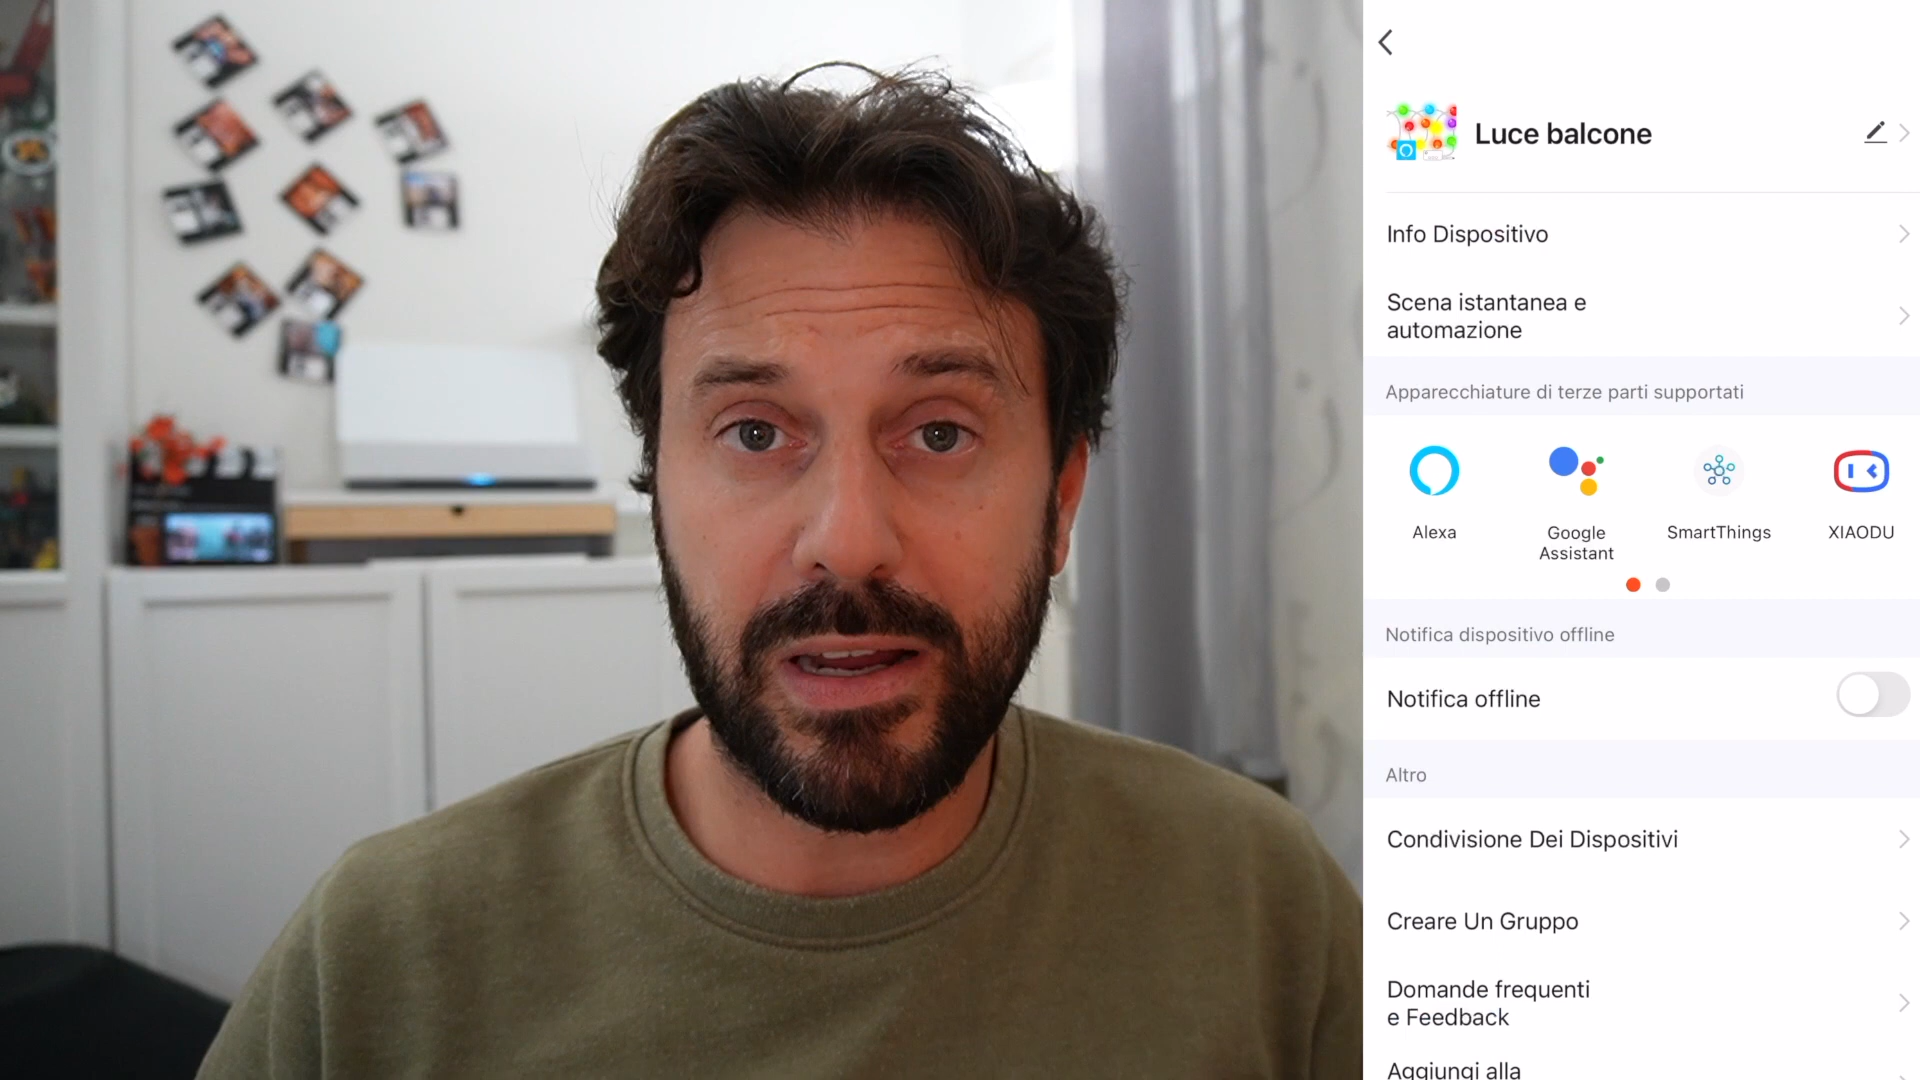 Luce balcone
Info Dispositivo
Scena istantanea e
automazione
Apparecchiature di terze parti supportati
Alexa
Google
Assistant
SmartThings
XIAODU
Notifica dispositivo offline
Notifica offline
Altro
Condivisione Dei Dispositivi
Creare Un Gruppo
Domande frequenti
e Feedback
Aggiungi alla